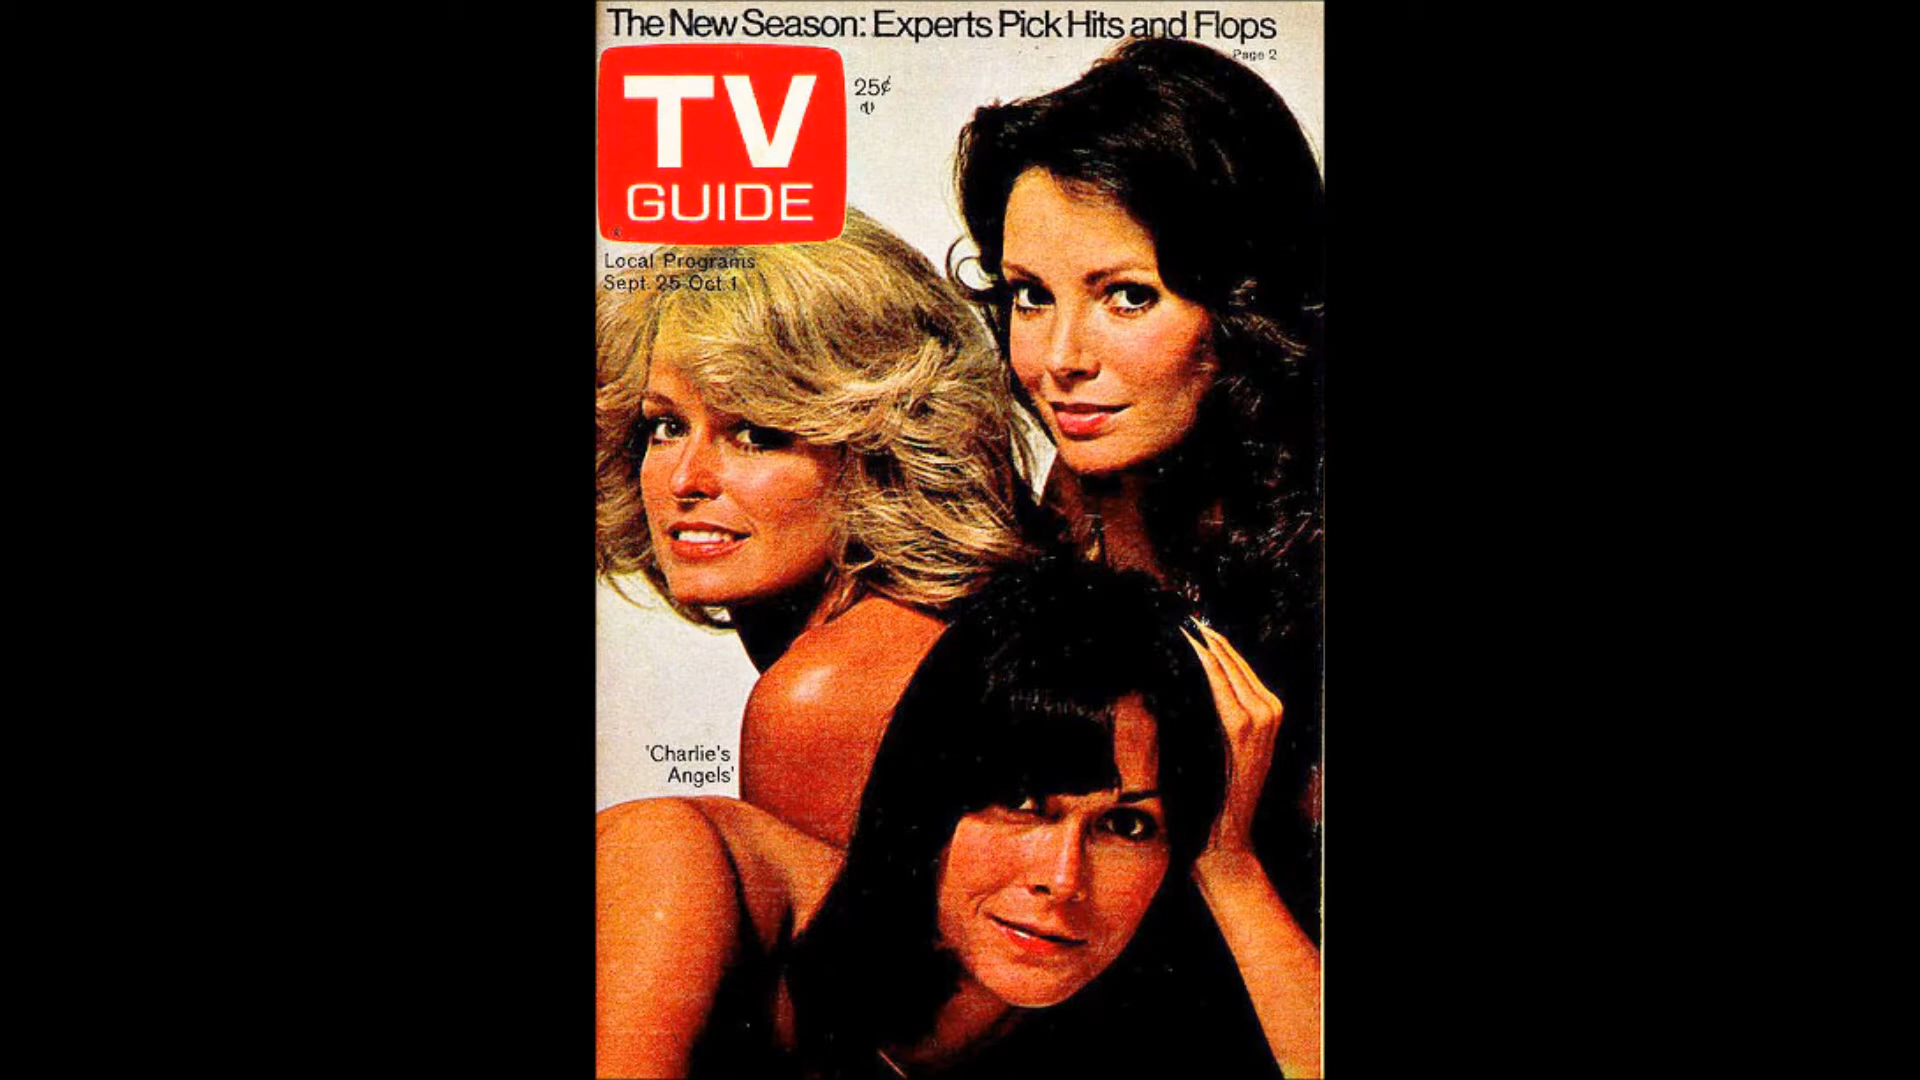 The New Season: Experts Pick Hits and Flops
Page 2
TV
GUIDE
25¢
Local Programs
Sept. 25-Oct. 1
'Charlie's
Angels'